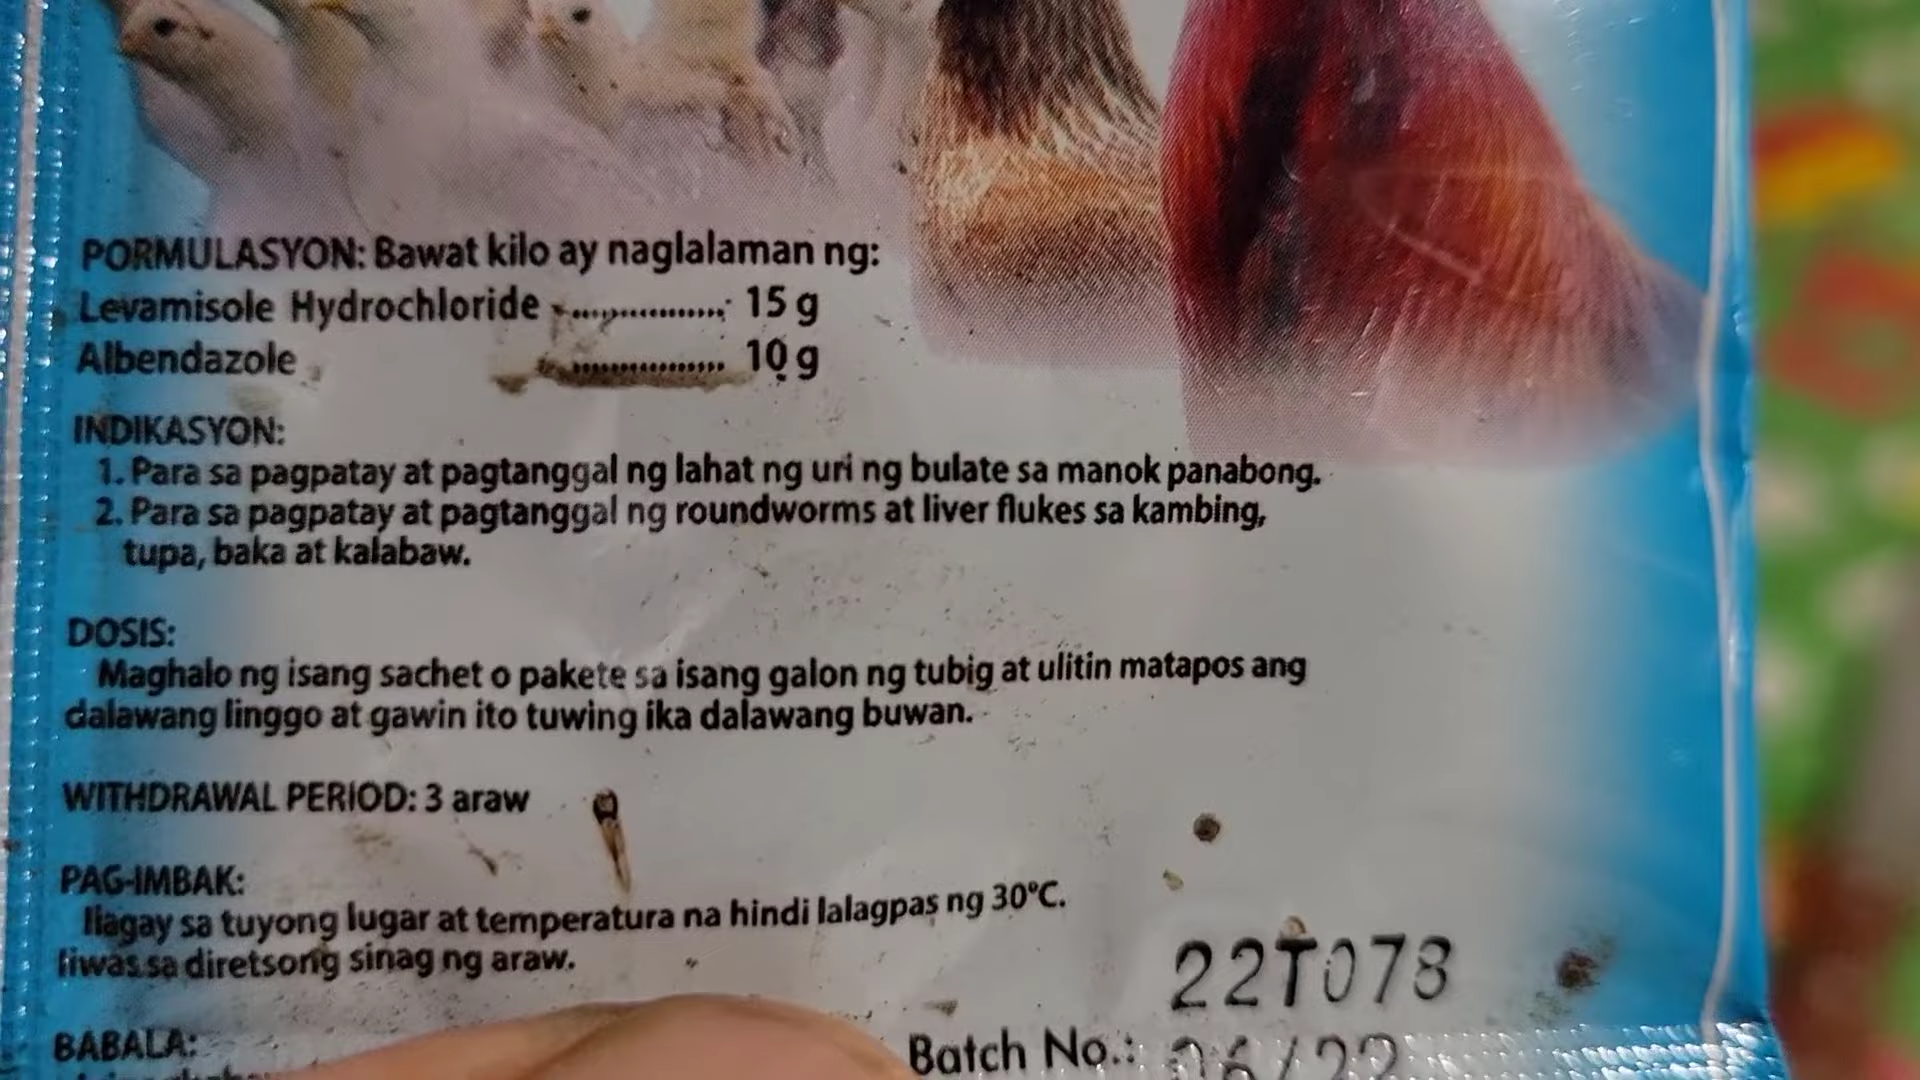 PORMULASYON: Bawat kilo ay naglalaman ng:
Levamisole Hydrochloride ................ 15 g
Albendazole ................ 10 g
INDIKASYON:
1. Para sa pagpatay at pagtanggal ng lahat ng uri ng bulate sa manok panabong.
2. Para sa pagpatay at pagtanggal ng roundworms at liver flukes sa kambing,
tupa, baka at kalabaw.
DOSIS:
Maghalo ng isang sachet o pakete sa isang galon ng tubig at ulitin matapos ang
dalawang linggo at gawin ito tuwing ika dalawang buwan.
WITHDRAWAL PERIOD: 3 araw
PAG-IMBAK:
Ilagay sa tuyong lugar at temperatura na hindi lalagpas ng 30°C.
Iiwas sa diretsong sinag ng araw.
22T078
BABALA:
Batch No.: 06/22